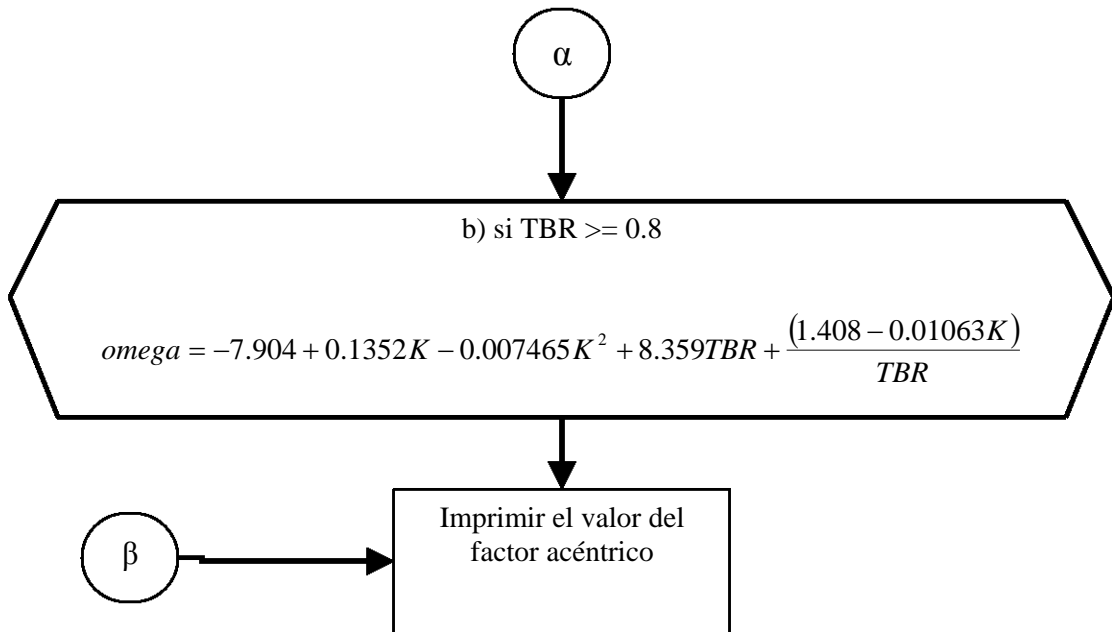 α
b) si TBR >= 0.8
omega = −7.904 + 0.1352K − 0.007465K² + 8.359TBR + (1.408 − 0.01063K) / TBR
Imprimir el valor del
factor acéntrico
β